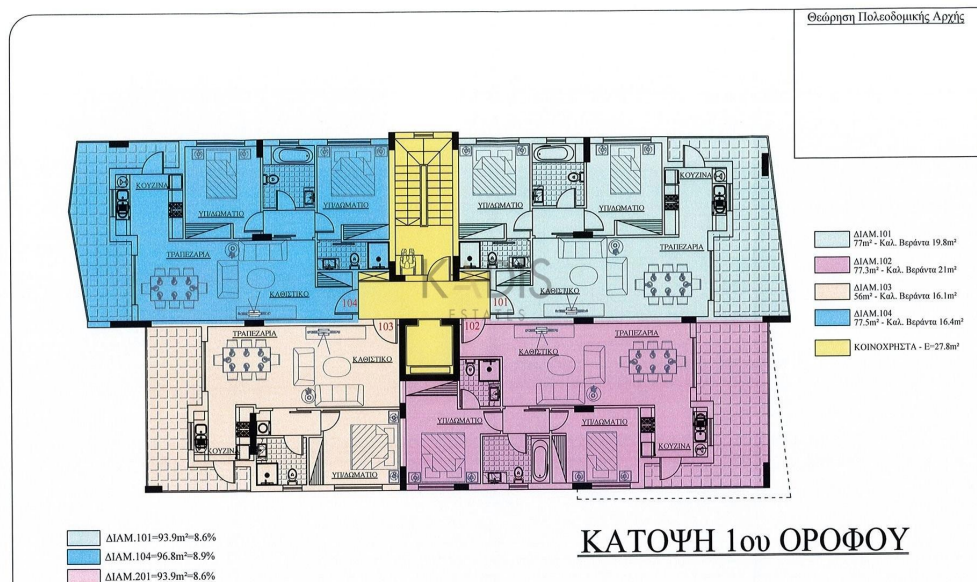 Θεώρηση Πολεοδομικής Αρχής
ΚΟΥΖΙΝΑ
ΥΠ/ΔΩΜΑΤΙΟ
ΥΠ/ΔΩΜΑΤΙΟ
ΥΠ/ΔΩΜΑΤΙΟ
ΥΠ/ΔΩΜΑΤΙΟ
ΚΟΥΖΙΝΑ
ΤΡΑΠΕΖΑΡΙΑ
ΤΡΑΠΕΖΑΡΙΑ
ΚΑΘΙΣΤΙΚΟ
ΚΑΘΙΣΤΙΚΟ
104
101
KADIS
ESTATES
103
102
ΤΡΑΠΕΖΑΡΙΑ
ΚΑΘΙΣΤΙΚΟ
ΚΑΘΙΣΤΙΚΟ
ΤΡΑΠΕΖΑΡΙΑ
ΥΠ/ΔΩΜΑΤΙΟ
ΥΠ/ΔΩΜΑΤΙΟ
ΚΟΥΖΙΝΑ
ΚΟΥΖΙΝΑ
ΥΠ/ΔΩΜΑΤΙΟ
ΔΙΑΜ.101
77m² - Καλ. Βεράντα 19.8m²
ΔΙΑΜ.102
77.3m² - Καλ. Βεράντα 21m²
ΔΙΑΜ.103
56m² - Καλ. Βεράντα 16.1m²
ΔΙΑΜ.104
77.5m² - Καλ. Βεράντα 16.4m²
ΚΟΙΝΟΧΡΗΣΤΑ - Ε=27.8m²
ΚΑΤΟΨΗ 1ου ΟΡΟΦΟΥ
ΔΙΑΜ.101=93.9m²=8.6%
ΔΙΑΜ.104=96.8m²=8.9%
ΔΙΑΜ.201=93.9m²=8.6%